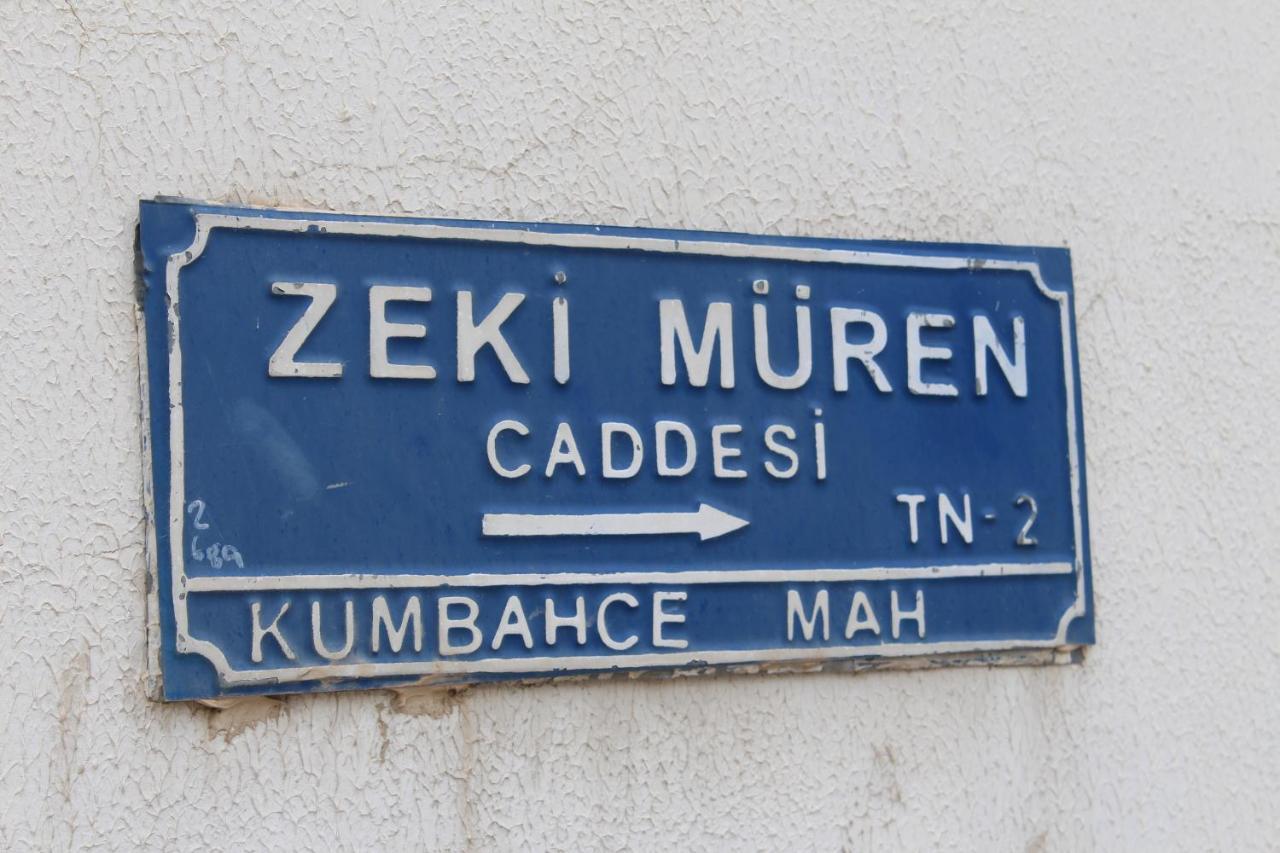 ZEKİ MÜREN
CADDESİ
TN-2
KUMBAHCE MAH